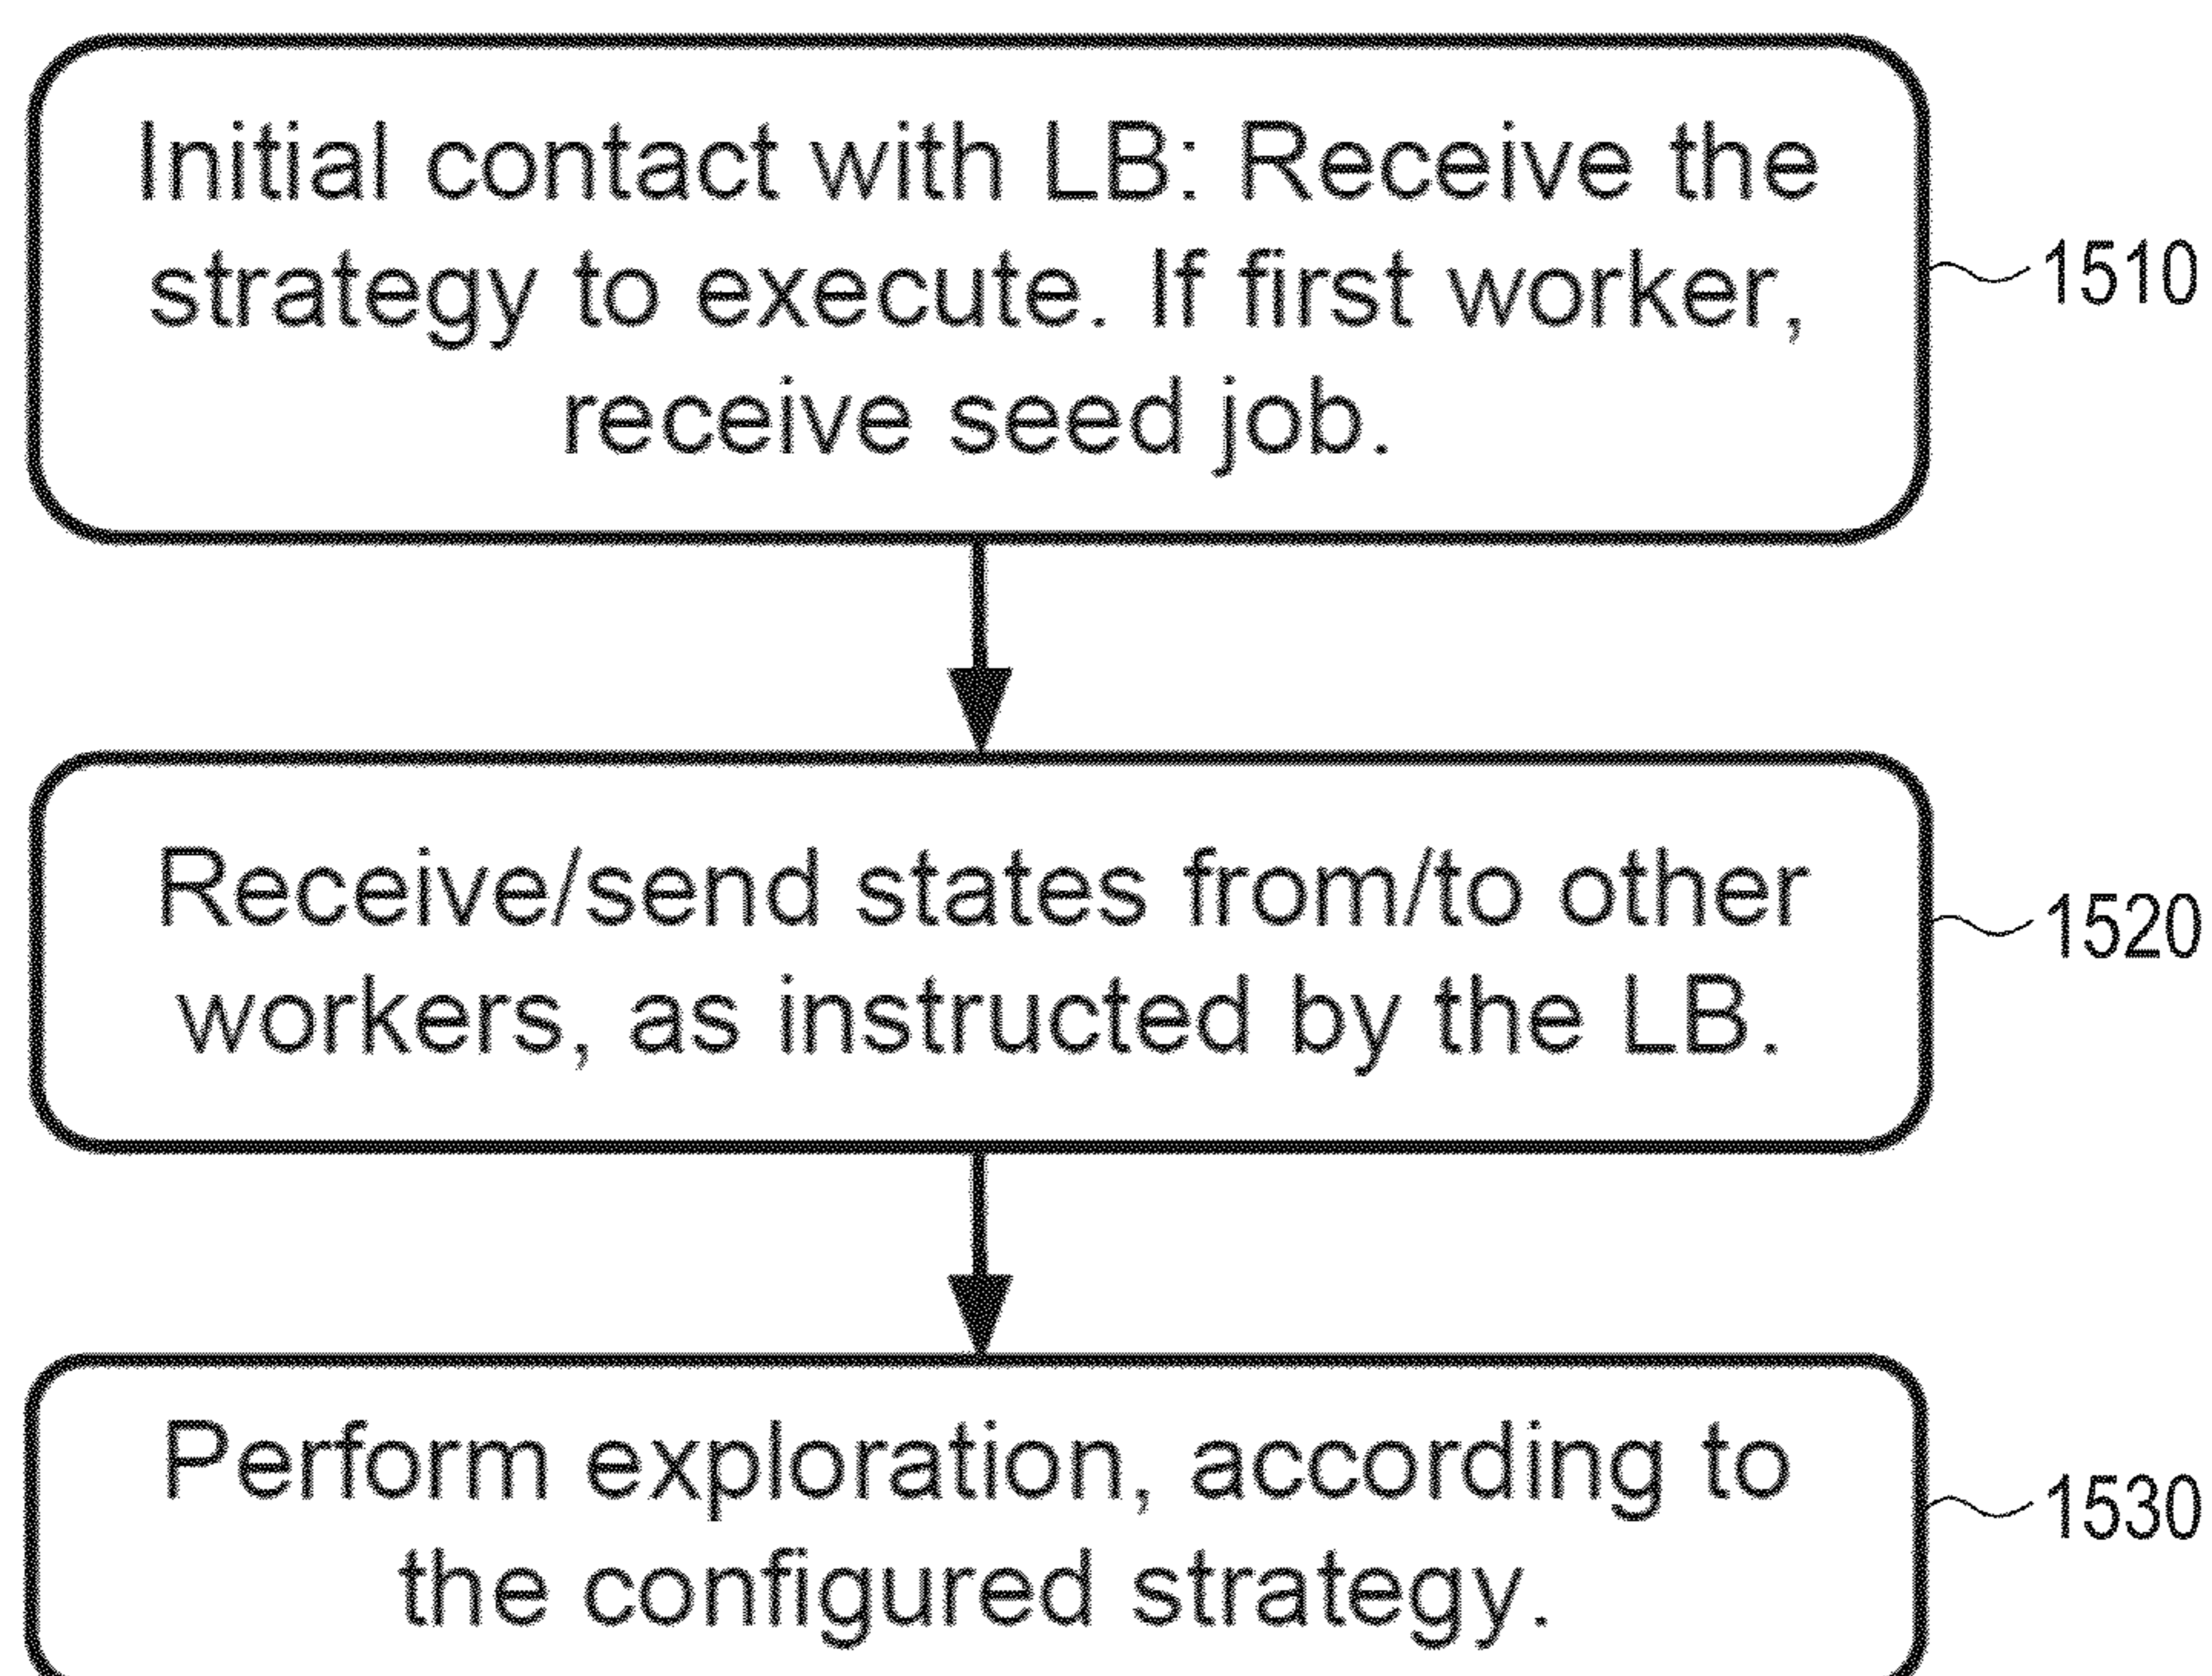 Initial contact with LB: Receive the
strategy to execute. If first worker,
receive seed job.
1510
Receive/send states from/to other
workers, as instructed by the LB.
1520
Perform exploration, according to
the configured strategy.
1530